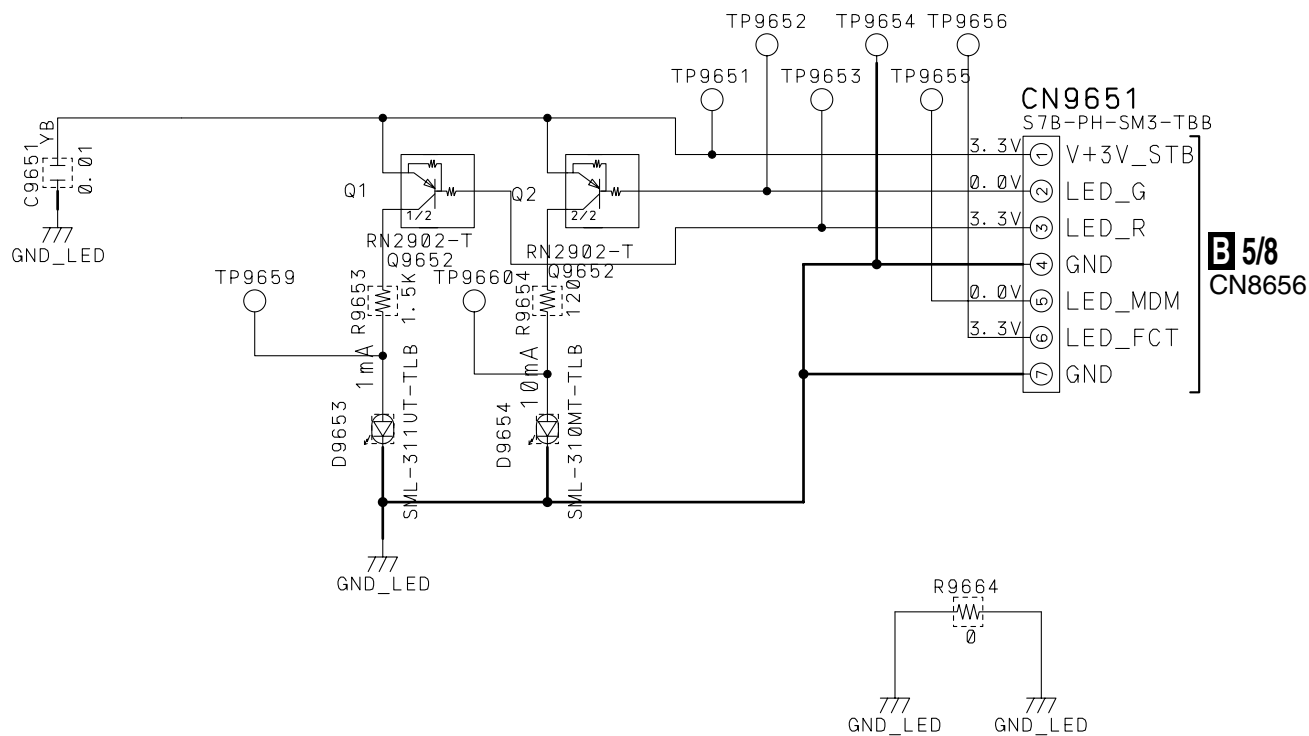 TP9652
TP9654
TP9656
TP9651
TP9653
TP9655
CN9651
S7B-PH-SM3-TBB
C9651
YB
0.01
GND_LED
Q1
1/2
RN2902-T
Q9652
Q2
2/2
RN2902-T
Q9652
3.3V
1
V+3V_STB
0.0V
2
LED_G
3.3V
3
LED_R
4
GND
0.0V
5
LED_MDM
3.3V
6
LED_FCT
7
GND
B 5/8
CN8656
TP9659
R9653
1.5K
TP9660
R9654
120
1mA
10mA
D9653
SML-311UT-TLB
D9654
SML-310MT-TLB
GND_LED
R9664
0
GND_LED
GND_LED